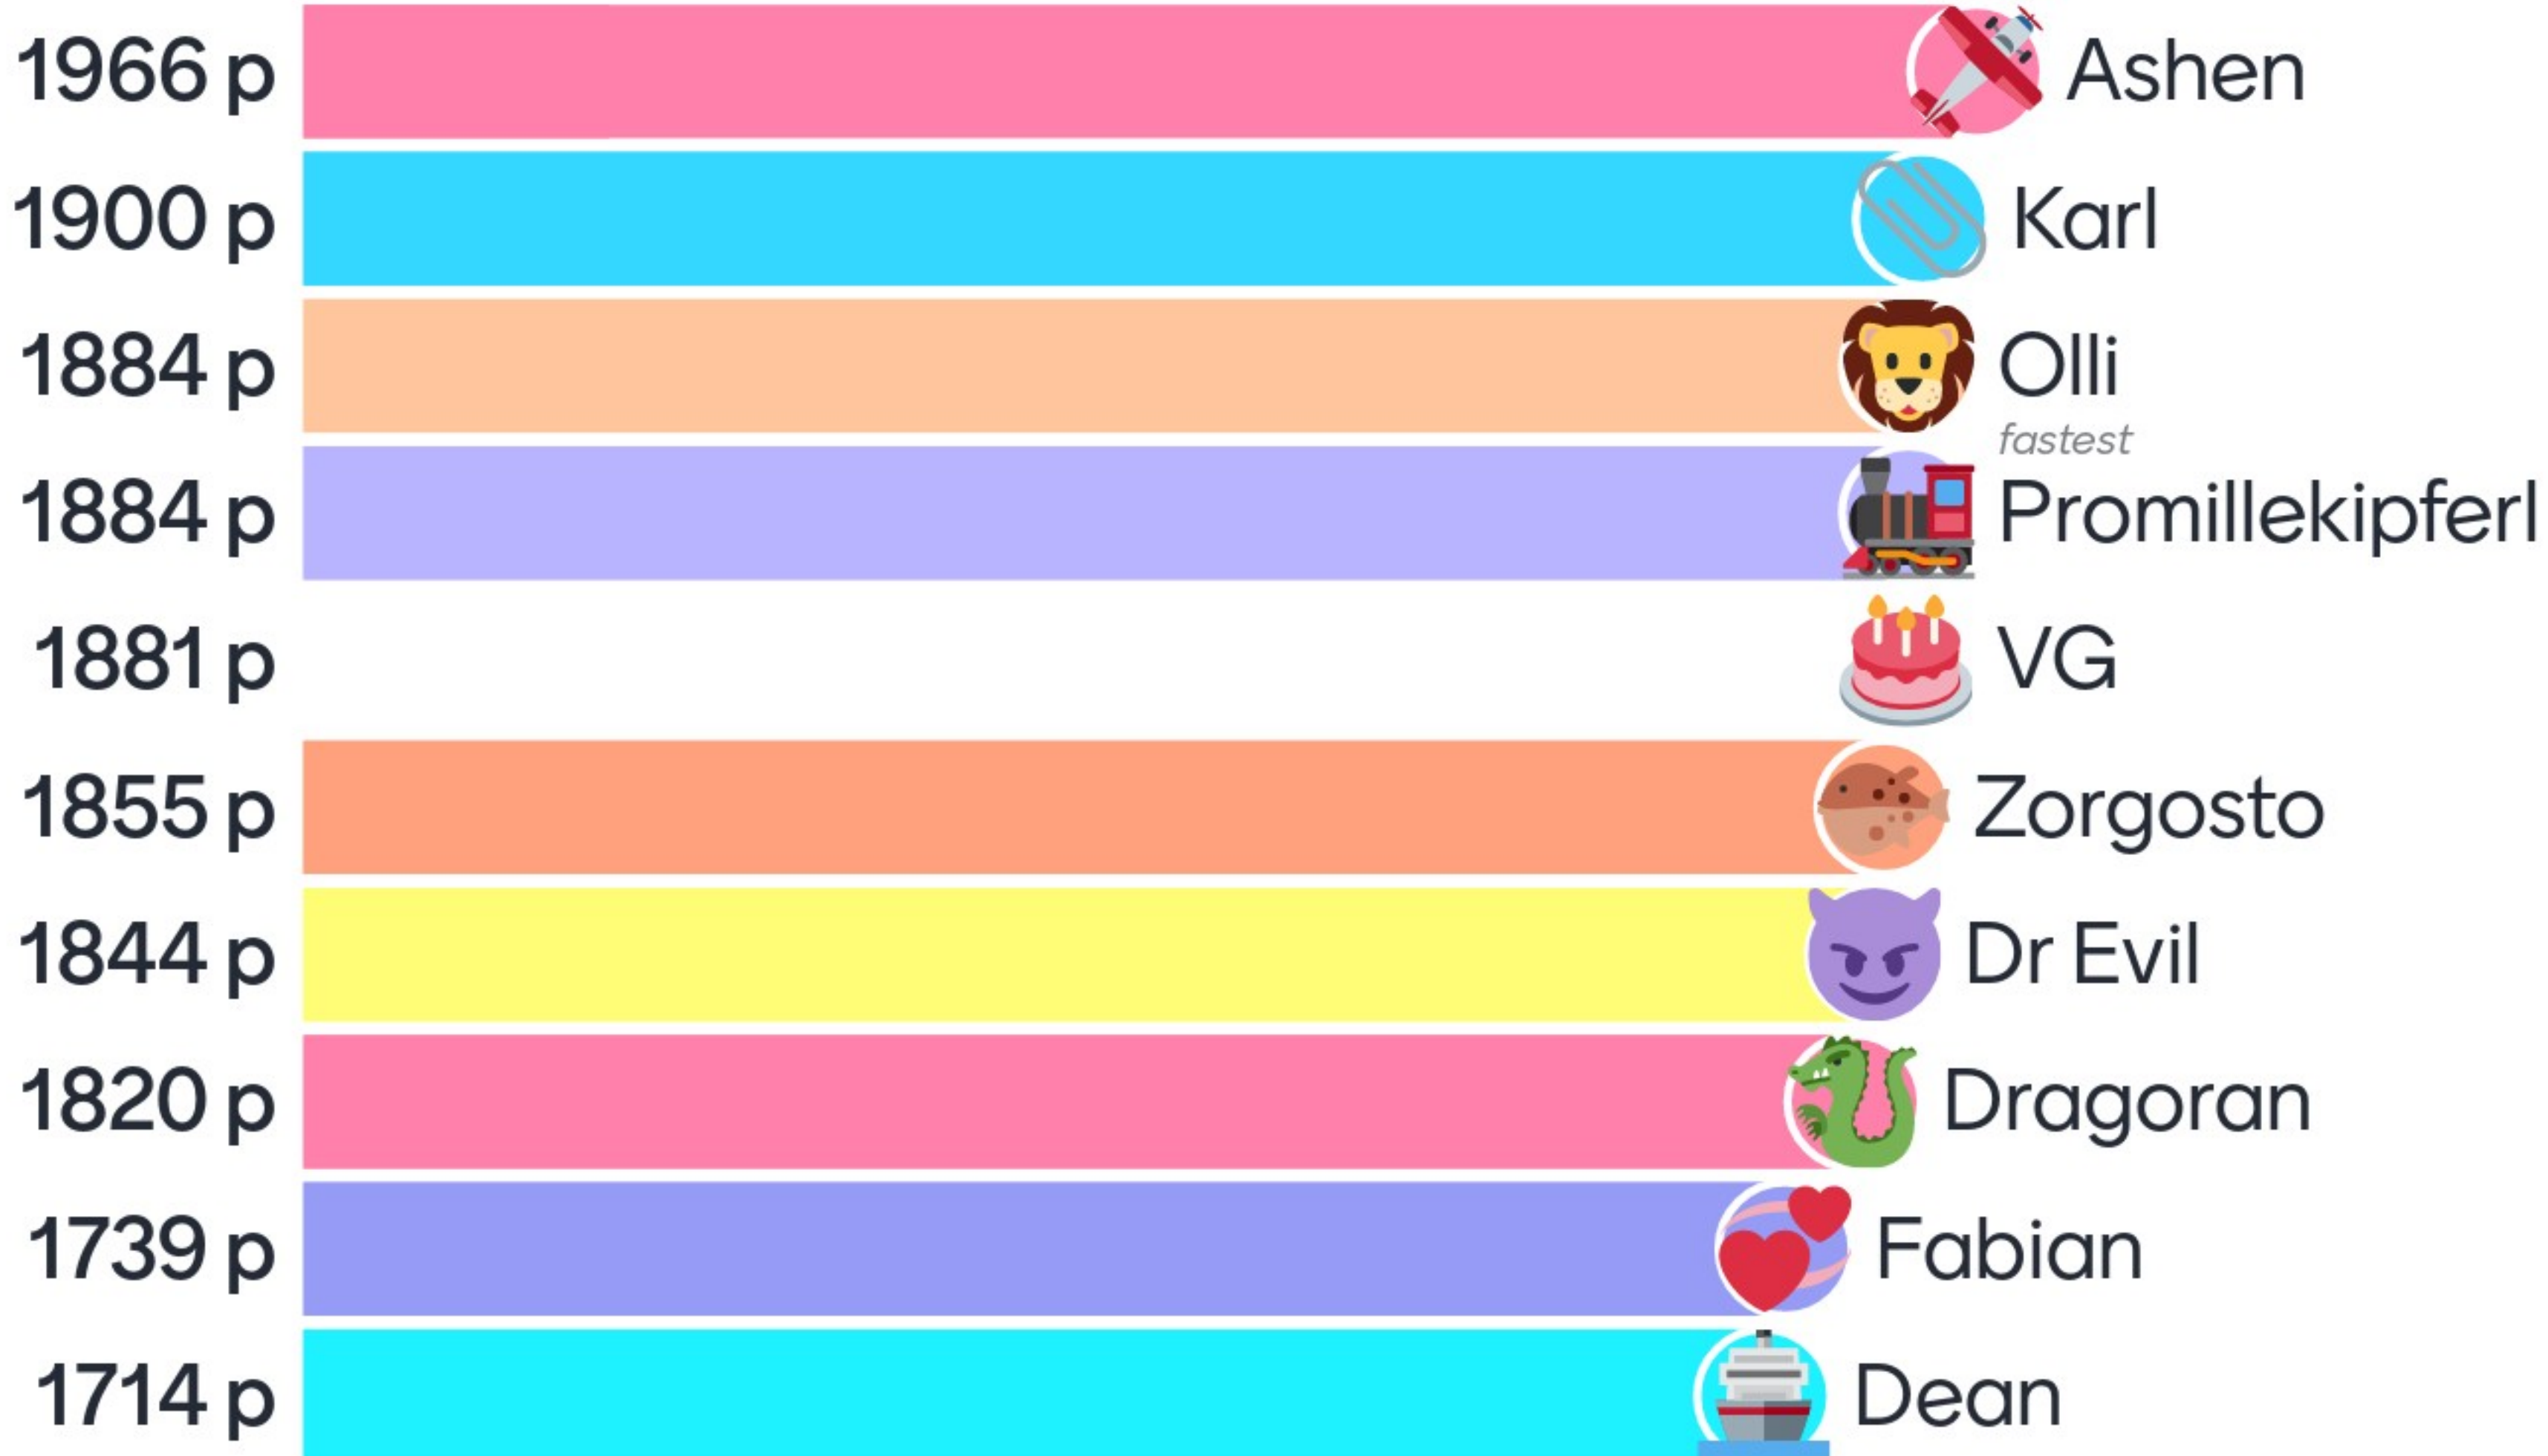 1966 p Ashen
1900 p Karl
1884 p Olli
fastest
1884 p Promillekipferl
1881 p VG
1855 p Zorgosto
1844 p Dr Evil
1820 p Dragoran
1739 p Fabian
1714 p Dean